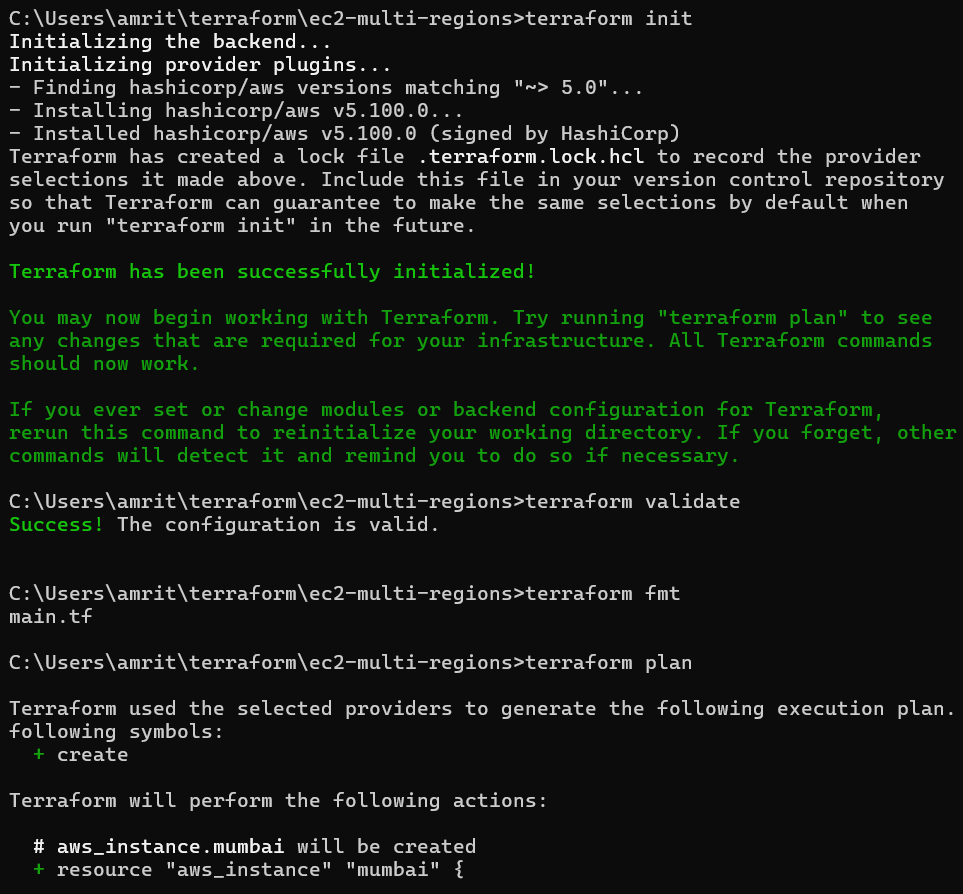 C:\Users\amrit\terraform\ec2-multi-regions>terraform init
Initializing the backend...
Initializing provider plugins...
- Finding hashicorp/aws versions matching "~> 5.0"...
- Installing hashicorp/aws v5.100.0...
- Installed hashicorp/aws v5.100.0 (signed by HashiCorp)
Terraform has created a lock file .terraform.lock.hcl to record the provider
selections it made above. Include this file in your version control repository
so that Terraform can guarantee to make the same selections by default when
you run "terraform init" in the future.
Terraform has been successfully initialized!
You may now begin working with Terraform. Try running "terraform plan" to see
any changes that are required for your infrastructure. All Terraform commands
should now work.
If you ever set or change modules or backend configuration for Terraform,
rerun this command to reinitialize your working directory. If you forget, other
commands will detect it and remind you to do so if necessary.
C:\Users\amrit\terraform\ec2-multi-regions>terraform validate
Success! The configuration is valid.
C:\Users\amrit\terraform\ec2-multi-regions>terraform fmt
main.tf
C:\Users\amrit\terraform\ec2-multi-regions>terraform plan
Terraform used the selected providers to generate the following execution plan.
following symbols:
  + create
Terraform will perform the following actions:
  # aws_instance.mumbai will be created
  + resource "aws_instance" "mumbai" {